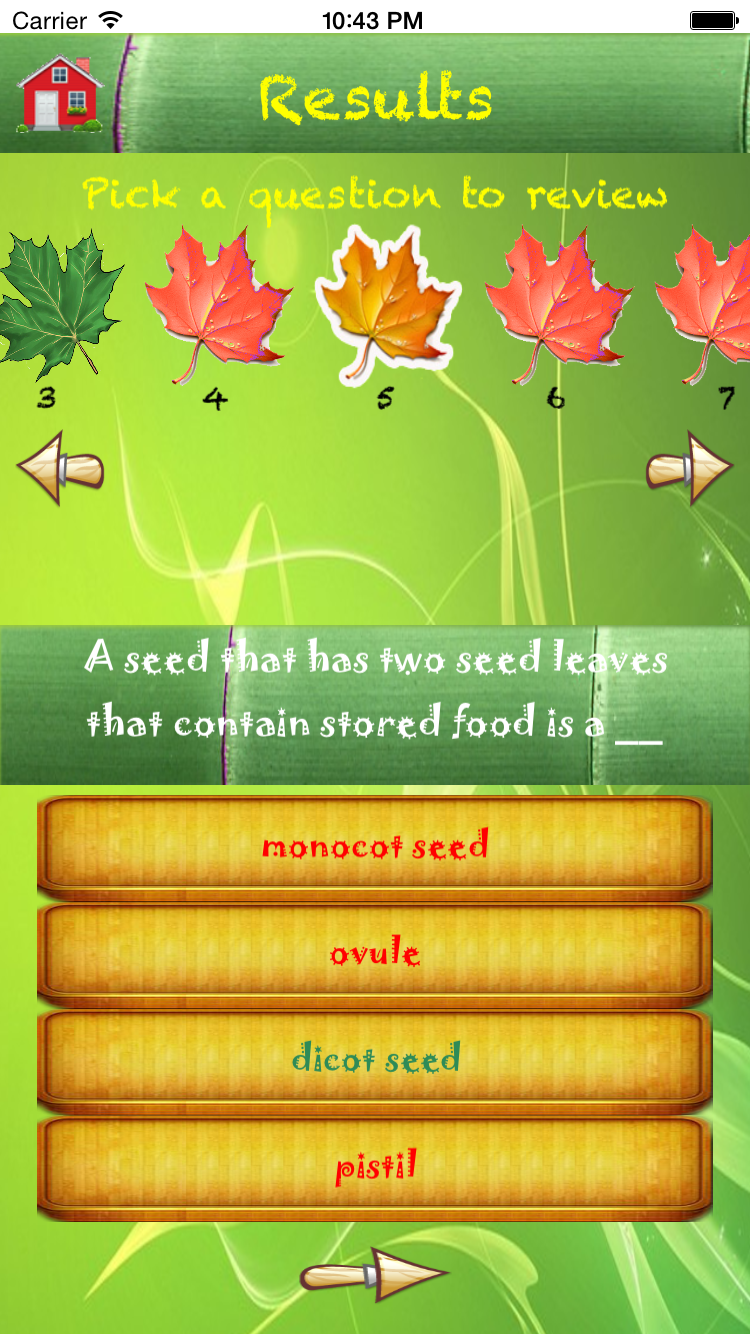 Carrier 10:43 PM
Results
Pick a question to review
3 4 5 6 7
A seed that has two seed leaves
that contain stored food is a __
monocot seed
ovule
dicot seed
pistil